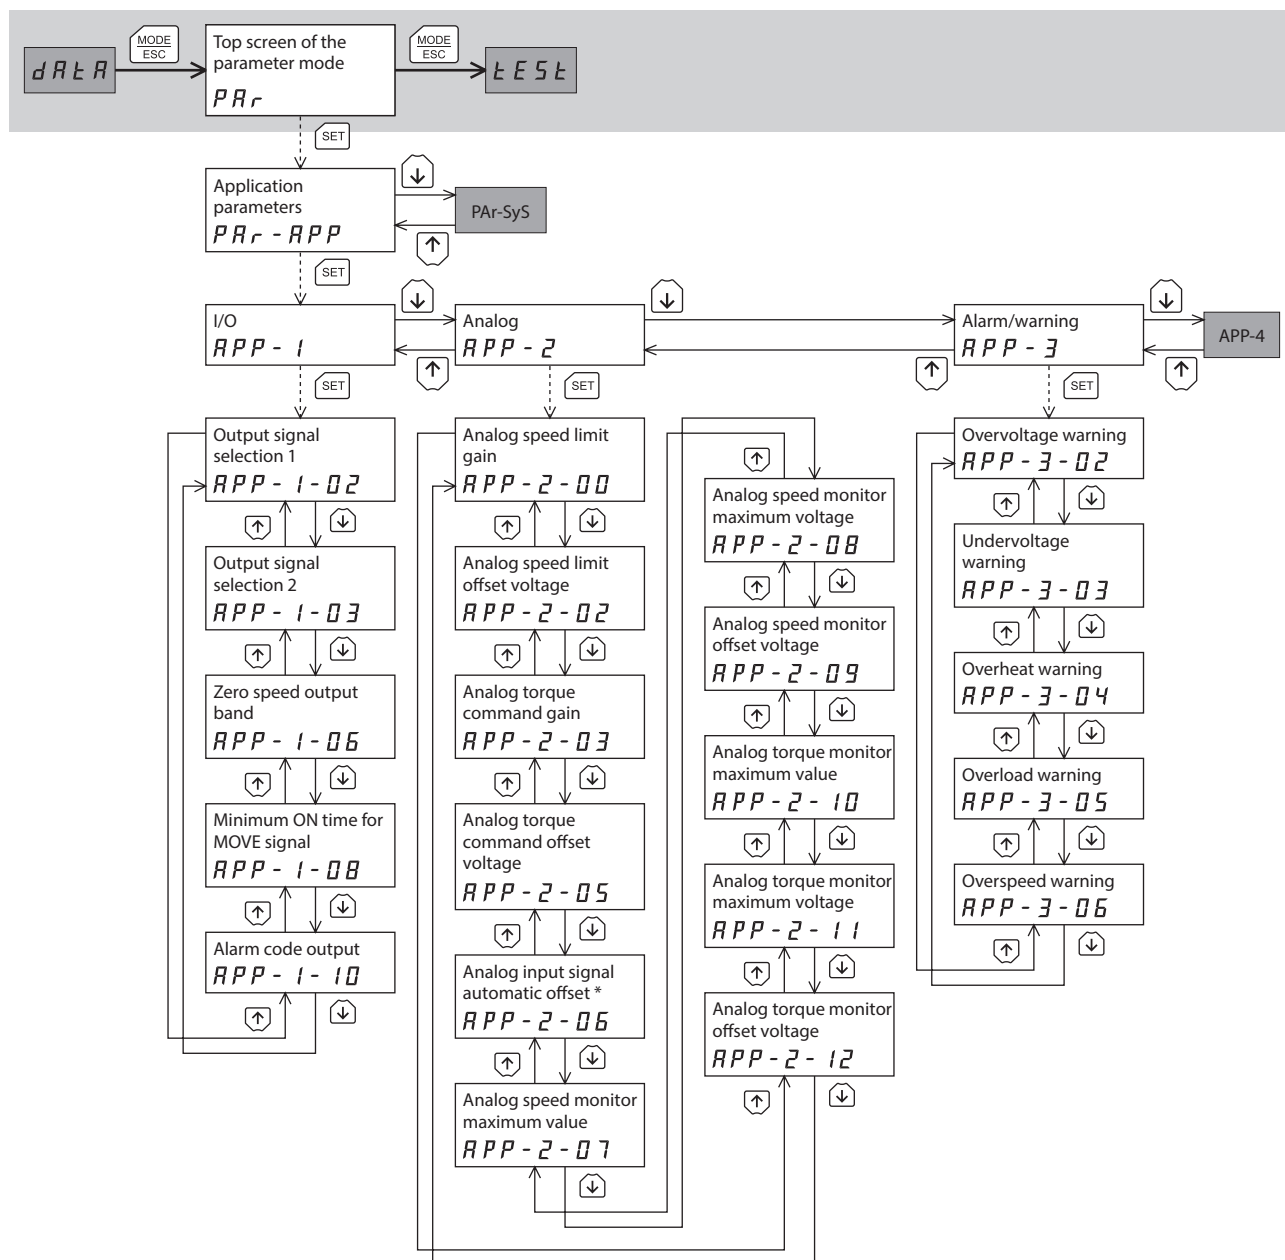 dAtA
MODE
ESC
Top screen of the
parameter mode
PAr
MODE
ESC
tESt
SET
Application
parameters
PAr-APP
PAr-SyS
SET
I/O
APP-1
Analog
APP-2
Alarm/warning
APP-3
APP-4
SET
SET
SET
Output signal
selection 1
APP-1-02
Output signal
selection 2
APP-1-03
Zero speed output
band
APP-1-06
Minimum ON time for
MOVE signal
APP-1-08
Alarm code output
APP-1-10
Analog speed limit
gain
APP-2-00
Analog speed limit
offset voltage
APP-2-02
Analog torque
command gain
APP-2-03
Analog torque
command offset
voltage
APP-2-05
Analog input signal
automatic offset *
APP-2-06
Analog speed monitor
maximum value
APP-2-07
Analog speed monitor
maximum voltage
APP-2-08
Analog speed monitor
offset voltage
APP-2-09
Analog torque monitor
maximum value
APP-2-10
Analog torque monitor
maximum voltage
APP-2-11
Analog torque monitor
offset voltage
APP-2-12
Overvoltage warning
APP-3-02
Undervoltage
warning
APP-3-03
Overheat warning
APP-3-04
Overload warning
APP-3-05
Overspeed warning
APP-3-06